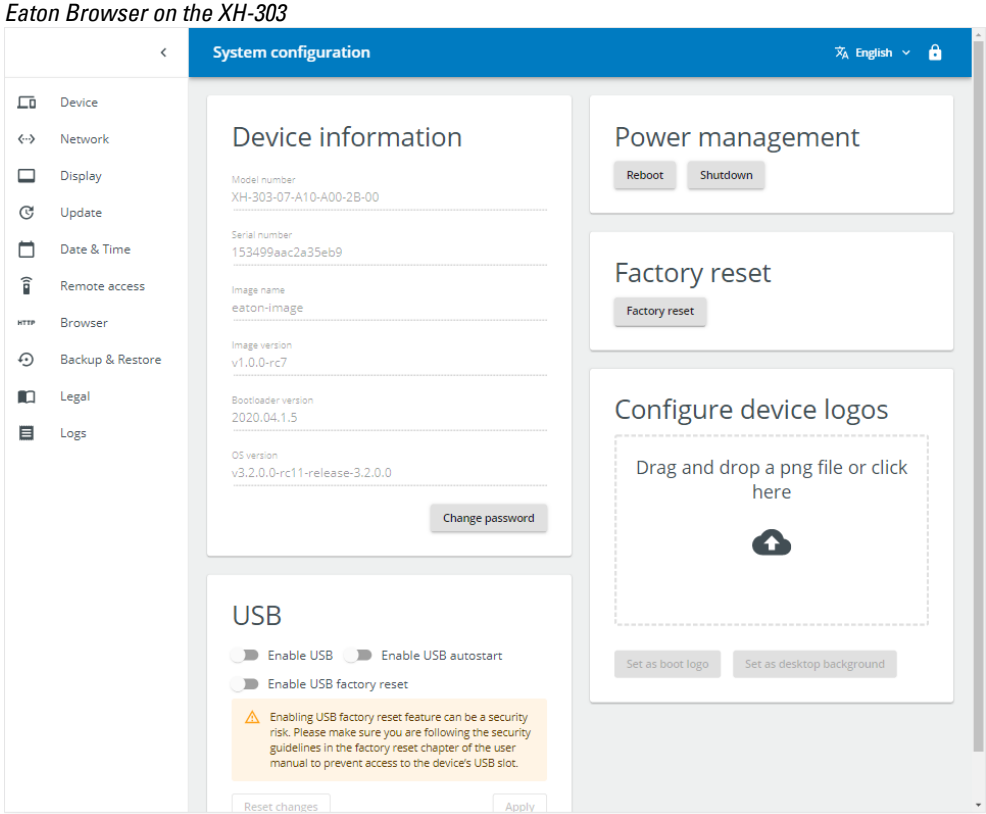 Eaton Browser on the XH-303
System configuration
English
Device
Network
Display
Update
Date & Time
Remote access
HTTP
Browser
Backup & Restore
Legal
Logs
Device information
Model number
XH-303-07-A10-A00-2B-00
Serial number
153499aac2a35eb9
Image name
eaton-image
Image version
v1.0.0-rc7
Bootloader version
2020.04.1.5
OS version
v3.2.0.0-rc11-release-3.2.0.0
Change password
USB
Enable USB
Enable USB autostart
Enable USB factory reset
Enabling USB factory reset feature can be a security
risk. Please make sure you are following the security
guidelines in the factory reset chapter of the user
manual to prevent access to the device's USB slot.
Reset changes
Apply
Power management
Reboot
Shutdown
Factory reset
Factory reset
Configure device logos
Drag and drop a png file or click
here
Set as boot logo
Set as desktop background